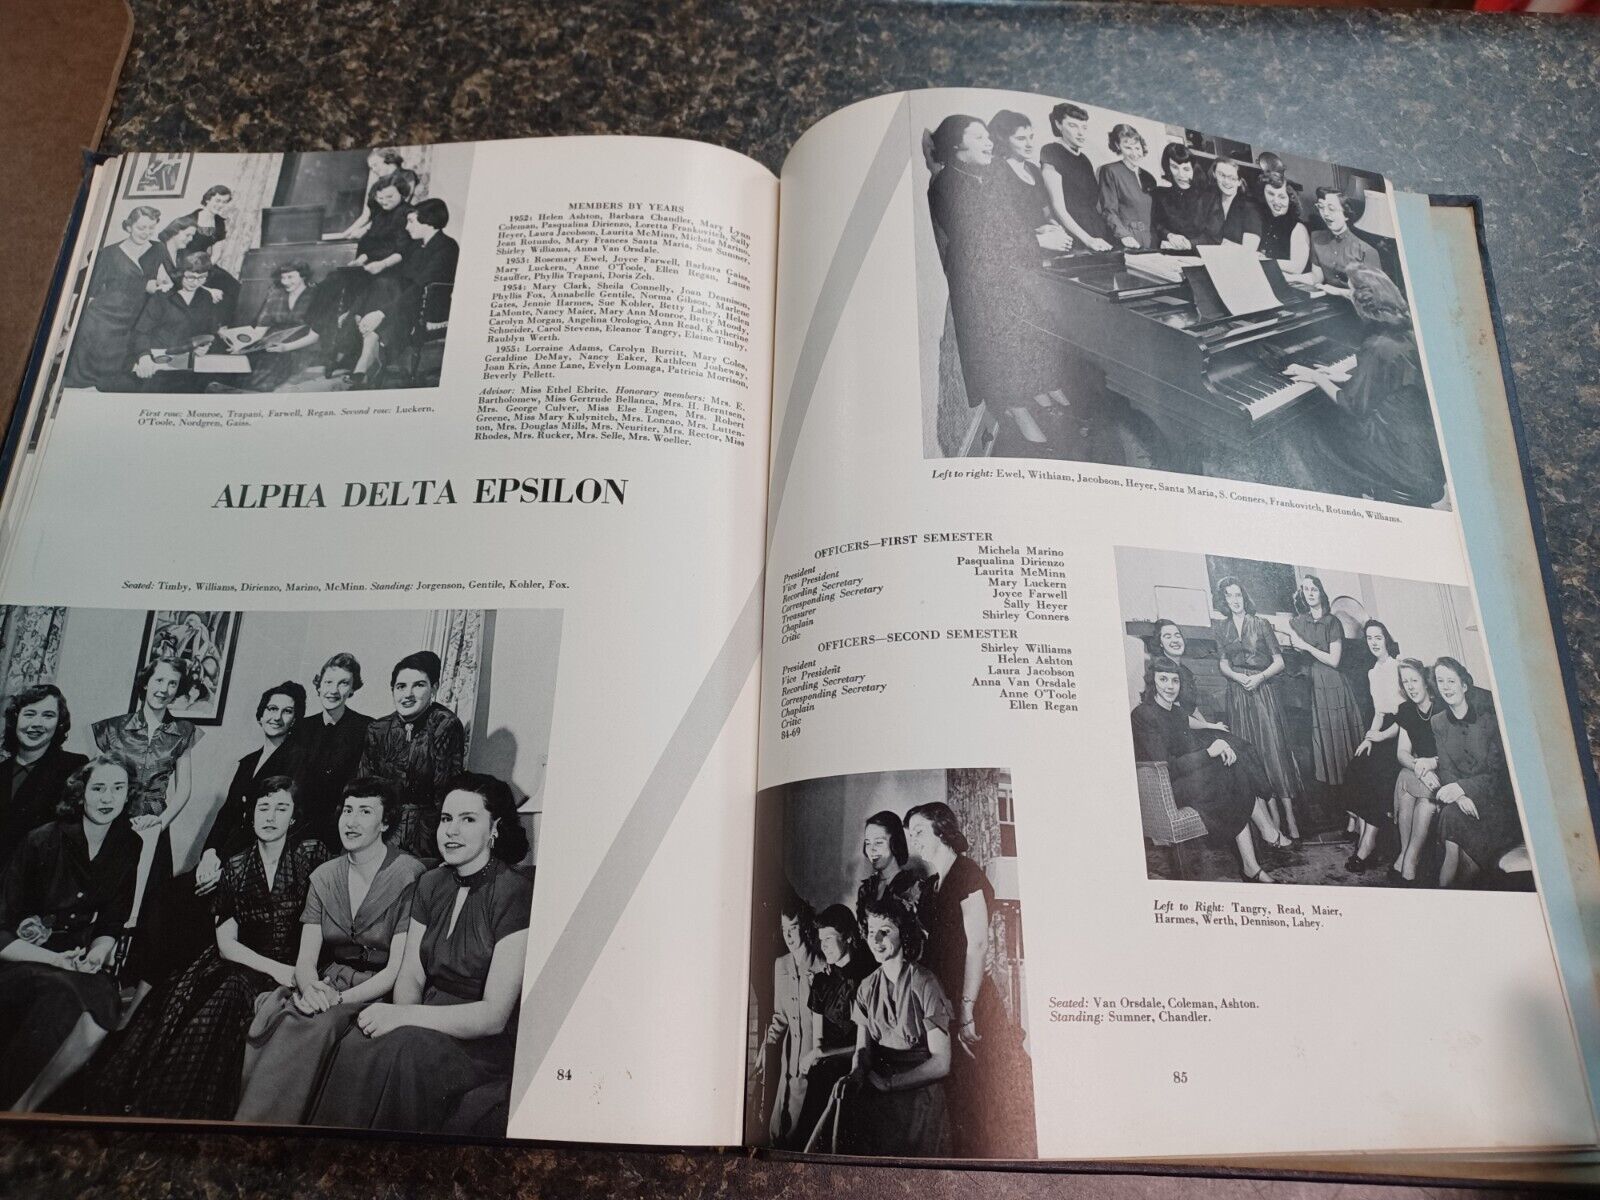 MEMBERS BY YEARS
1952: Helen Ashton, Barbara Chandler, Mary Lynn
Coleman, Pasqualina Dirienzo, Loretta Frankovitch, Sally
Heyer, Laura Jacobson, Laurita McMinn, Michela Marino,
Jean Rotundo, Mary Frances Santa Maria, Sue Sumner,
Shirley Williams, Anna Van Orsdale.
1953: Rosemary Ewel, Joyce Farwell, Barbara Gaiss,
Mary Luckern, Anne O'Toole, Ellen Regan, Laure
Stauffer, Phyllis Trapani, Doris Zeh.
1954: Mary Clark, Sheila Connelly, Joan Dennison,
Phyllis Fox, Annabelle Gentile, Norma Gibson, Marlene
Gates, Jennie Harmes, Sue Kohler, Betty Lahey, Helen
LaMonte, Nancy Maier, Mary Ann Monroe, Betty Moody,
Carolyn Morgan, Angelina Orologio, Ann Read, Katherine
Schneider, Carol Stevens, Eleanor Tangry, Elaine Timby,
Raublyn Werth.
1955: Lorraine Adams, Carolyn Burritt, Mary Coles,
Geraldine DeMay, Nancy Eaker, Kathleen Josheway,
Joan Kris, Anne Lane, Evelyn Lomaga, Patricia Morrison,
Beverly Pellett.
Advisor: Miss Ethel Ebrite. Honorary members: Mrs. E.
Bartholomew, Miss Gertrude Bellanca, Mrs. H. Berntsen,
Mrs. George Culver, Miss Else Engen, Mrs. Robert
Greene, Miss Mary Kulynitch, Mrs. Loncao, Mrs. Lutten-
ton, Mrs. Douglas Mills, Mrs. Neuriter, Mrs. Rector, Miss
Rhodes, Mrs. Rucker, Mrs. Selle, Mrs. Woeller.
First row: Monroe, Trapani, Farwell, Regan. Second row: Luckern,
O'Toole, Nordgren, Gaiss.
ALPHA DELTA EPSILON
Seated: Timby, Williams, Dirienzo, Marino, McMinn. Standing: Jorgenson, Gentile, Kohler, Fox.
84
Left to right: Ewel, Withiam, Jacobson, Heyer, Santa Maria, S. Conners, Frankovitch, Rotundo, Williams.
OFFICERS—FIRST SEMESTER
President Michela Marino
Vice President Pasqualina Dirienzo
Recording Secretary Laurita McMinn
Corresponding Secretary Mary Luckern
Treasurer Joyce Farwell
Chaplain Sally Heyer
Critic Shirley Conners
OFFICERS—SECOND SEMESTER
President Shirley Williams
Vice President Helen Ashton
Recording Secretary Laura Jacobson
Corresponding Secretary Anna Van Orsdale
Chaplain Anne O'Toole
Critic Ellen Regan
84-69
Left to Right: Tangry, Read, Maier,
Harmes, Werth, Dennison, Lahey.
Seated: Van Orsdale, Coleman, Ashton.
Standing: Sumner, Chandler.
85